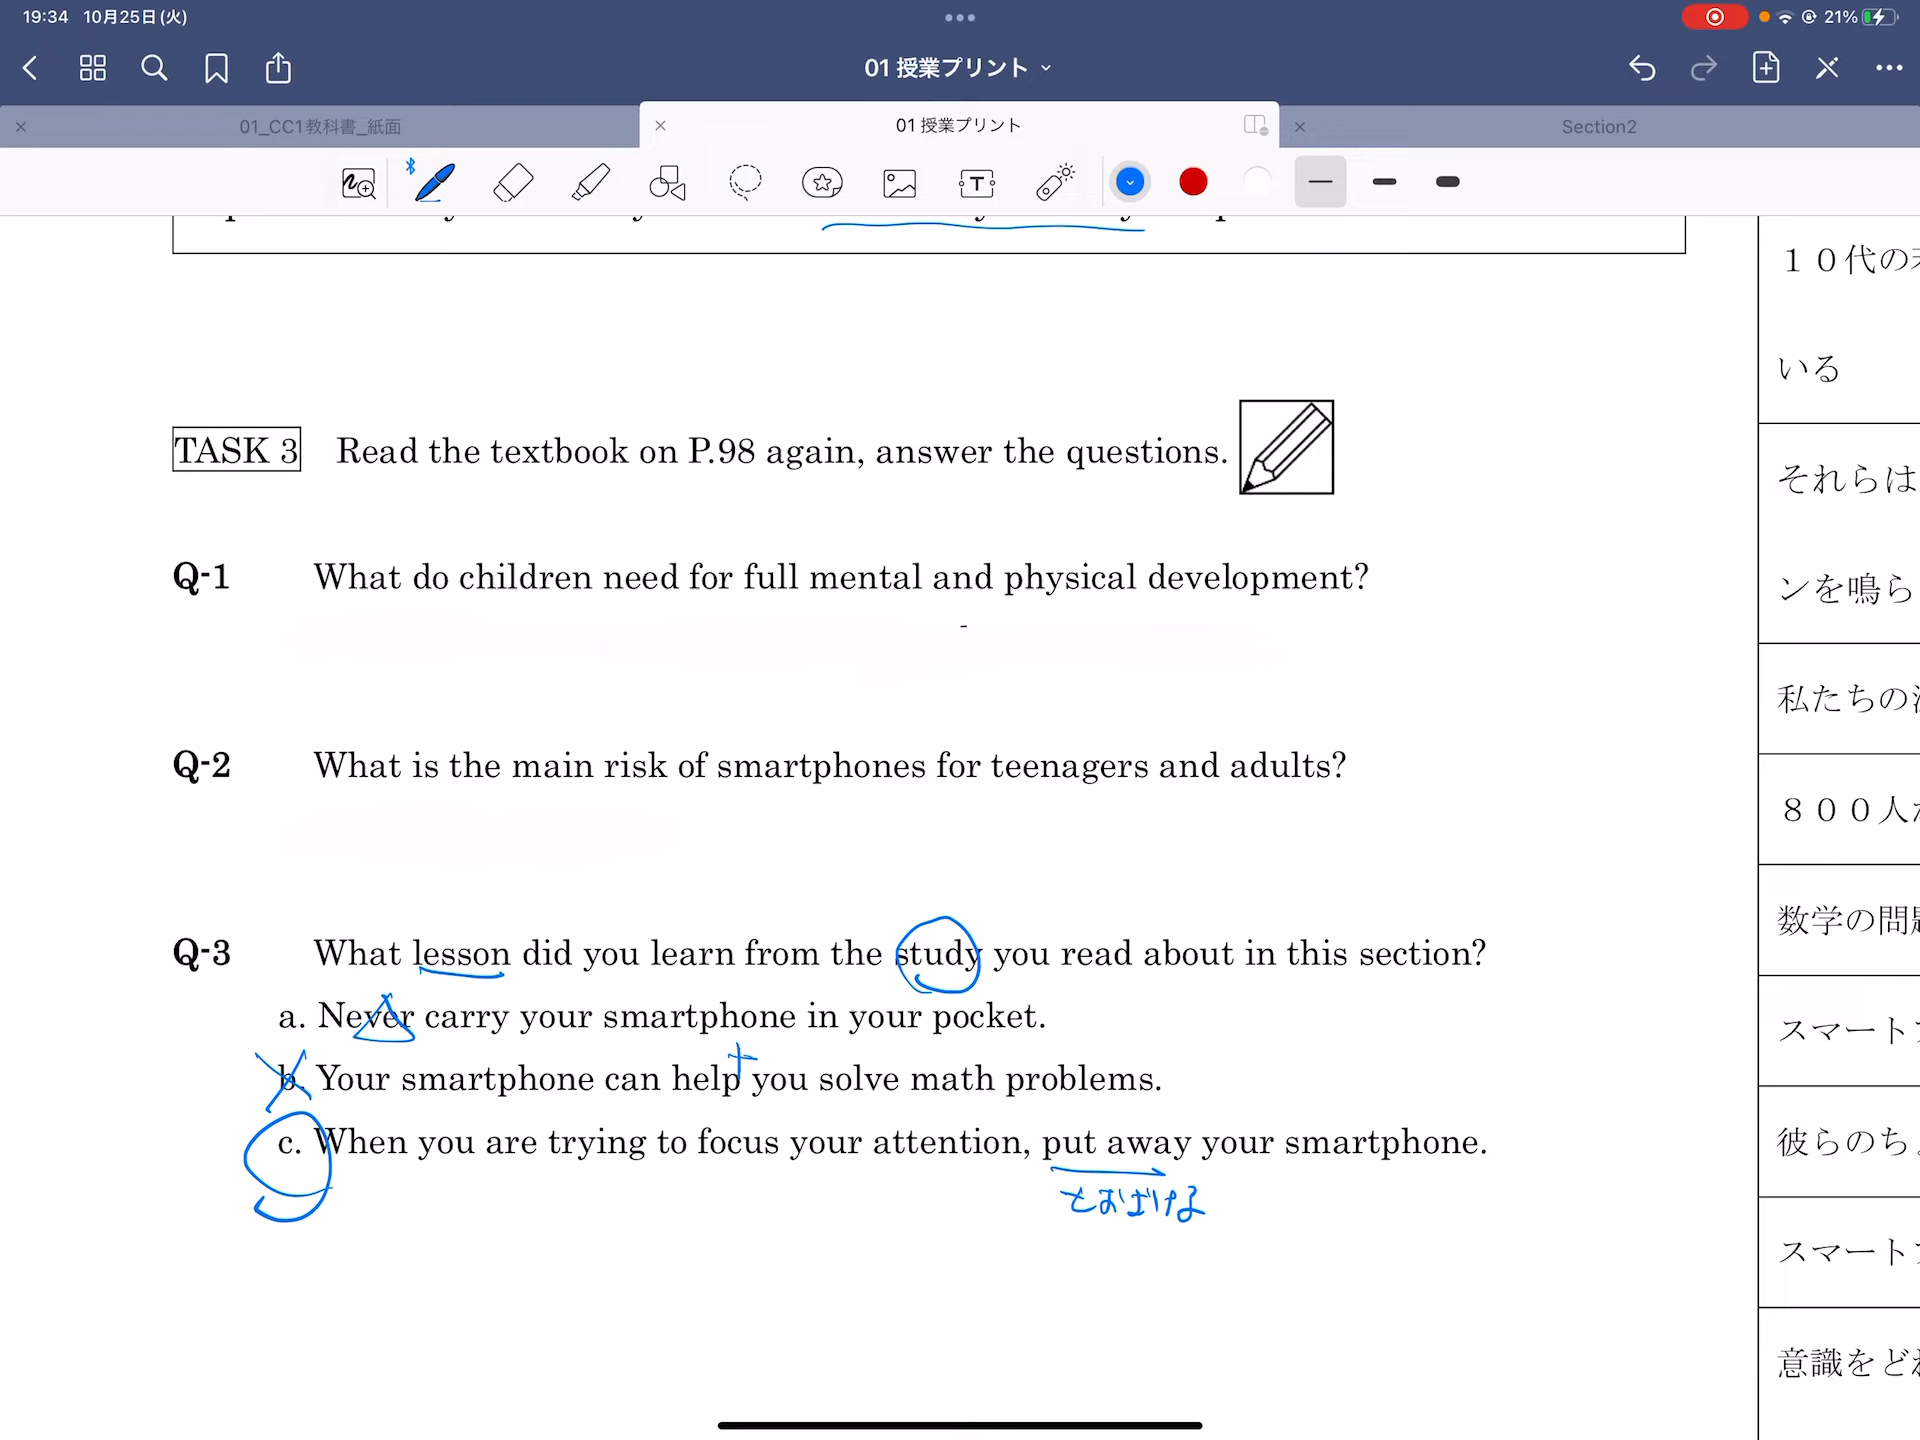 19:34 10月25日(火)
21%
01 授業プリント
01_CC1教科書_紙面
01 授業プリント
Section2
TASK 3 Read the textbook on P.98 again, answer the questions.
Q-1 What do children need for full mental and physical development?
Q-2 What is the main risk of smartphones for teenagers and adults?
Q-3 What lesson did you learn from the study you read about in this section?
a. Never carry your smartphone in your pocket.
b. Your smartphone can help you solve math problems.
c. When you are trying to focus your attention, put away your smartphone.
とおざける
10代の
いる
それらは
ンを鳴ら
私たちの
800人
数学の問題
スマート
彼らのち
スマート
意識をど